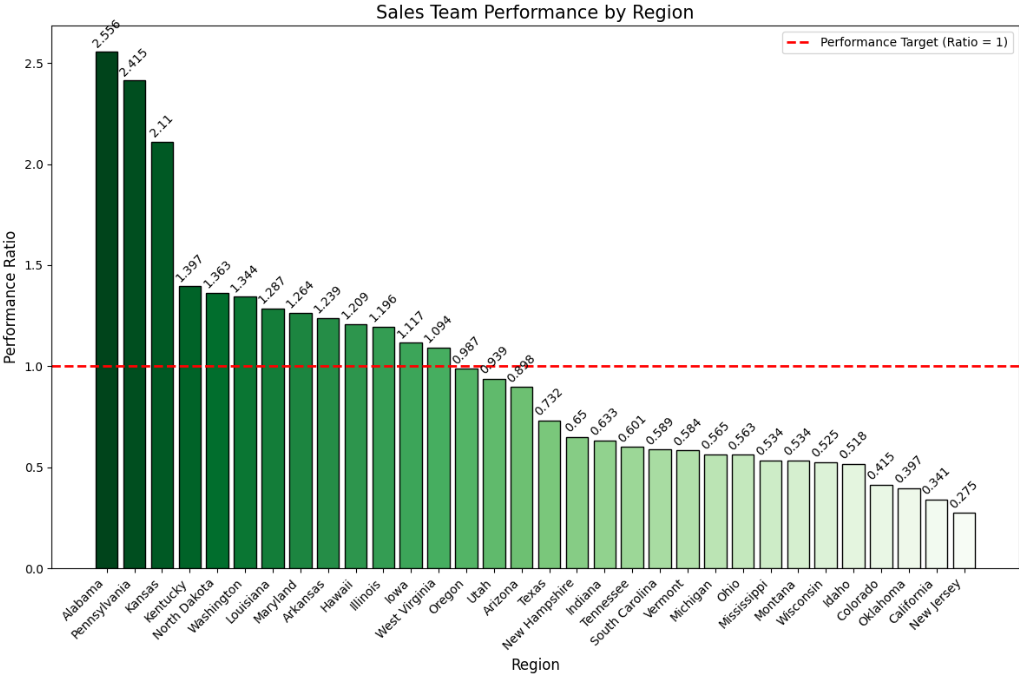 Sales Team Performance by Region
Performance Target (Ratio = 1)
Performance Ratio
2.5
2.0
1.5
1.0
0.5
0.0
2.556
2.415
2.11
1.397
1.363
1.344
1.287
1.264
1.239
1.209
1.196
1.117
1.094
0.987
0.939
0.898
0.732
0.65
0.633
0.601
0.589
0.584
0.565
0.563
0.534
0.534
0.525
0.518
0.415
0.397
0.341
0.275
Alabama
Pennsylvania
Kansas
Kentucky
North Dakota
Washington
Louisiana
Maryland
Arkansas
Hawaii
Illinois
Iowa
West Virginia
Oregon
Utah
Arizona
Texas
New Hampshire
Indiana
Tennessee
South Carolina
Vermont
Michigan
Ohio
Mississippi
Montana
Wisconsin
Idaho
Colorado
Oklahoma
California
New Jersey
Region